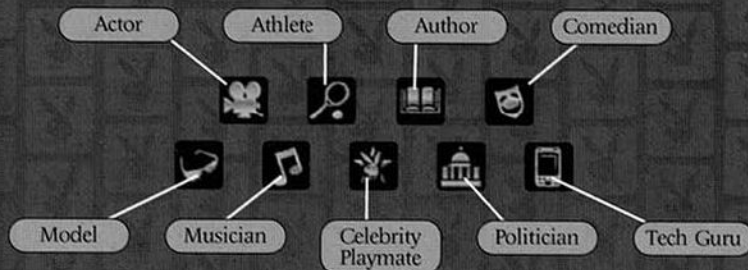 Actor
Athlete
Author
Comedian
Model
Musician
Celebrity
Playmate
Politician
Tech Guru